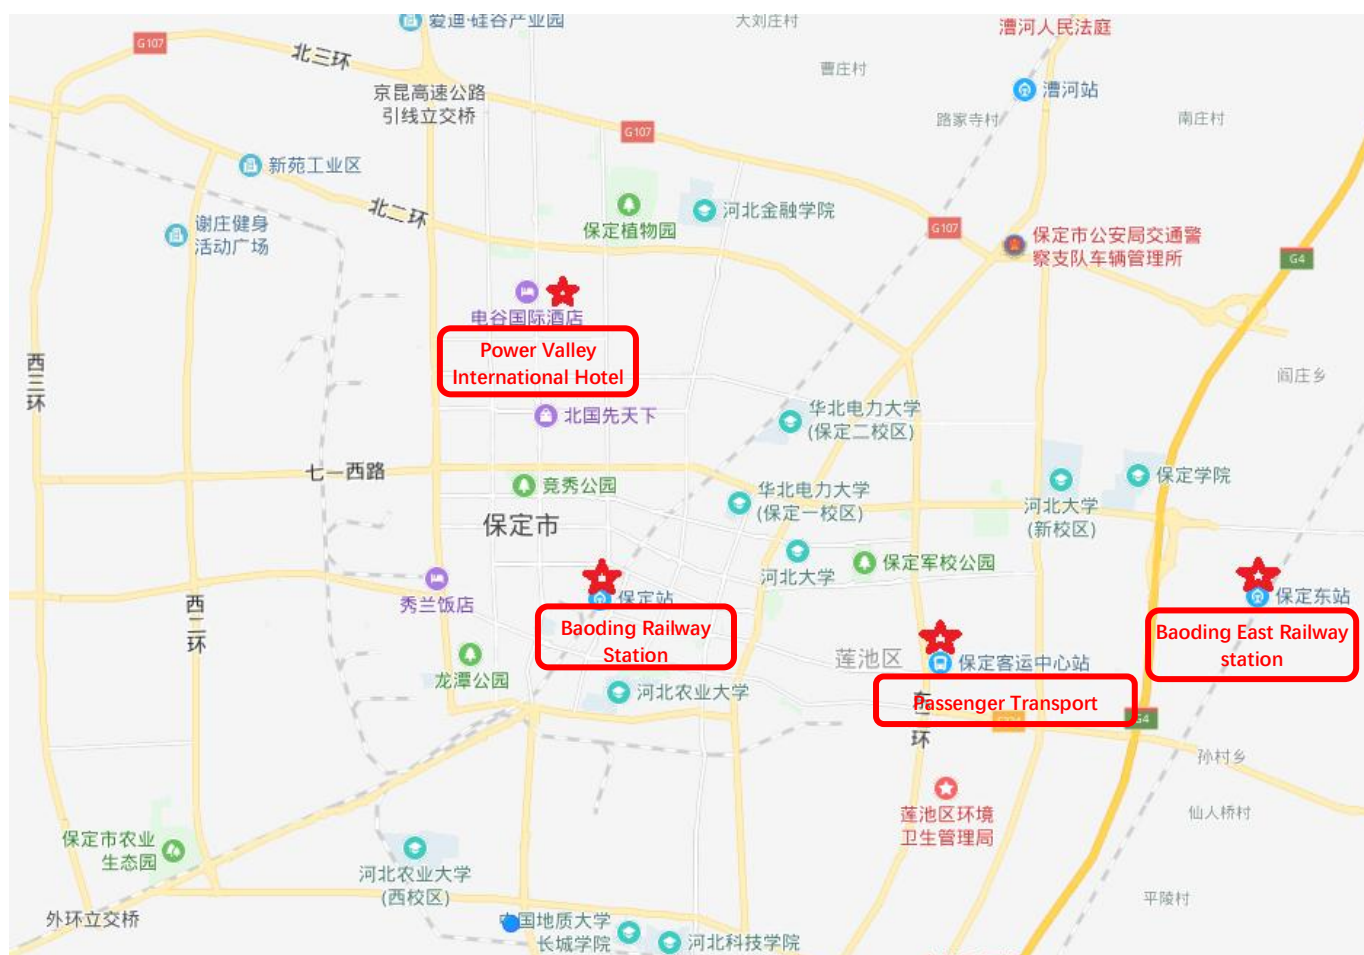 爱迪·硅谷产业园
大刘庄村
漕河人民法庭
G107
北三环
曹庄村
京昆高速公路
引线立交桥
漕河站
路家寺村
南庄村
G107
新苑工业区
北二环
谢庄健身
活动广场
保定植物园
河北金融学院
G107
保定市公安局交通警
察支队车辆管理所
G4
电谷国际酒店
Power Valley
International Hotel
西三环
阎庄乡
北国先天下
华北电力大学
(保定二校区)
七一西路
竞秀公园
华北电力大学
(保定一校区)
河北大学
(新校区)
保定学院
保定市
河北大学
保定军校公园
秀兰饭店
保定站
保定东站
西二环
Baoding Railway
Station
Baoding East Railway
station
莲池区
保定客运中心站
龙潭公园
河北农业大学
Passenger Transport
环
G4
孙村乡
莲池区环境
卫生管理局
仙人桥村
保定市农业
生态园
河北农业大学
(西校区)
平陵村
外环立交桥
中国地质大学
长城学院
河北科技学院